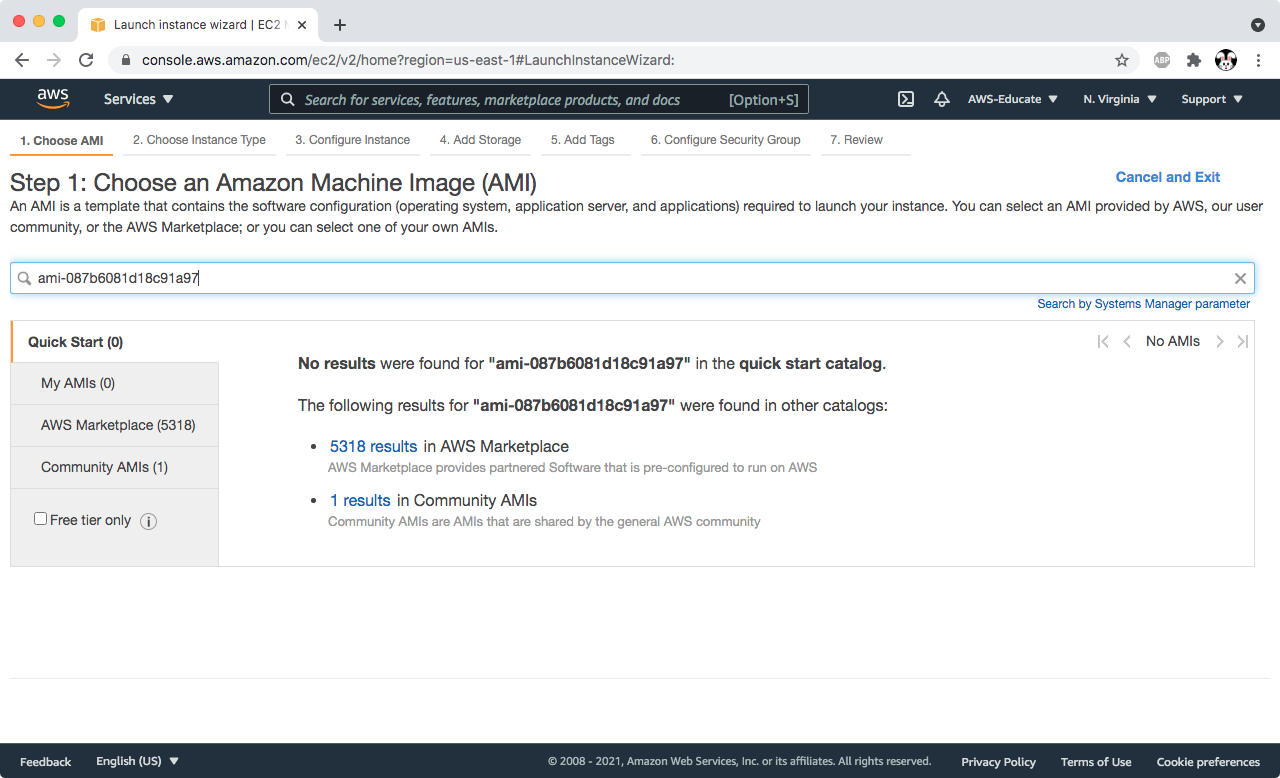 Launch instance wizard | EC2
console.aws.amazon.com/ec2/v2/home?region=us-east-1#LaunchInstanceWizard:
ABP
aws Services Search for services, features, marketplace products, and docs [Option+S] AWS-Educate N. Virginia Support
1. Choose AMI 2. Choose Instance Type 3. Configure Instance 4. Add Storage 5. Add Tags 6. Configure Security Group 7. Review
Step 1: Choose an Amazon Machine Image (AMI)
Cancel and Exit
An AMI is a template that contains the software configuration (operating system, application server, and applications) required to launch your instance. You can select an AMI provided by AWS, our user
community, or the AWS Marketplace; or you can select one of your own AMIs.
ami-087b6081d18c91a97
Search by Systems Manager parameter
Quick Start (0)
My AMIs (0)
AWS Marketplace (5318)
Community AMIs (1)
Free tier only
No AMIs
No results were found for "ami-087b6081d18c91a97" in the quick start catalog.
The following results for "ami-087b6081d18c91a97" were found in other catalogs:
• 5318 results in AWS Marketplace
AWS Marketplace provides partnered Software that is pre-configured to run on AWS
• 1 results in Community AMIs
Community AMIs are AMIs that are shared by the general AWS community
Feedback English (US) © 2008 - 2021, Amazon Web Services, Inc. or its affiliates. All rights reserved. Privacy Policy Terms of Use Cookie preferences